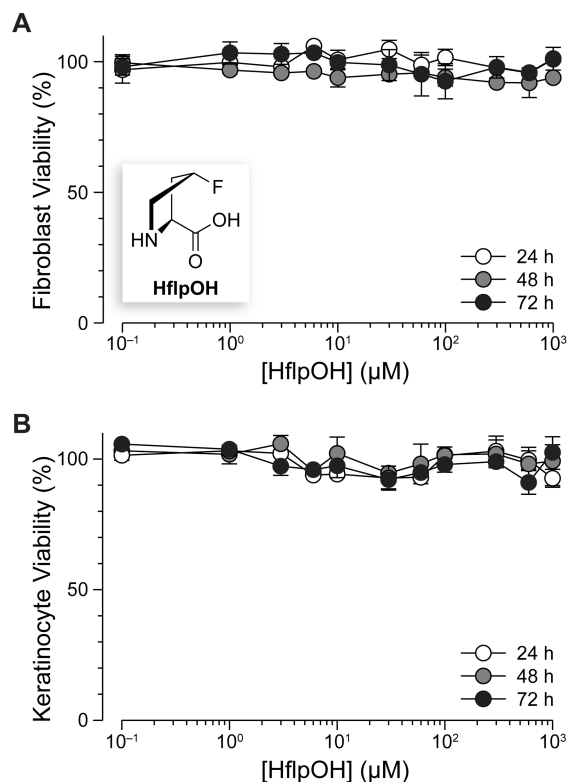 A
Fibroblast Viability (%)
100
50
0
F
OH
HN
O
HflpOH
24 h
48 h
72 h
10⁻¹ 10⁰ 10¹ 10² 10³
[HflpOH] (µM)
B
Keratinocyte Viability (%)
100
50
0
24 h
48 h
72 h
10⁻¹ 10⁰ 10¹ 10² 10³
[HflpOH] (µM)